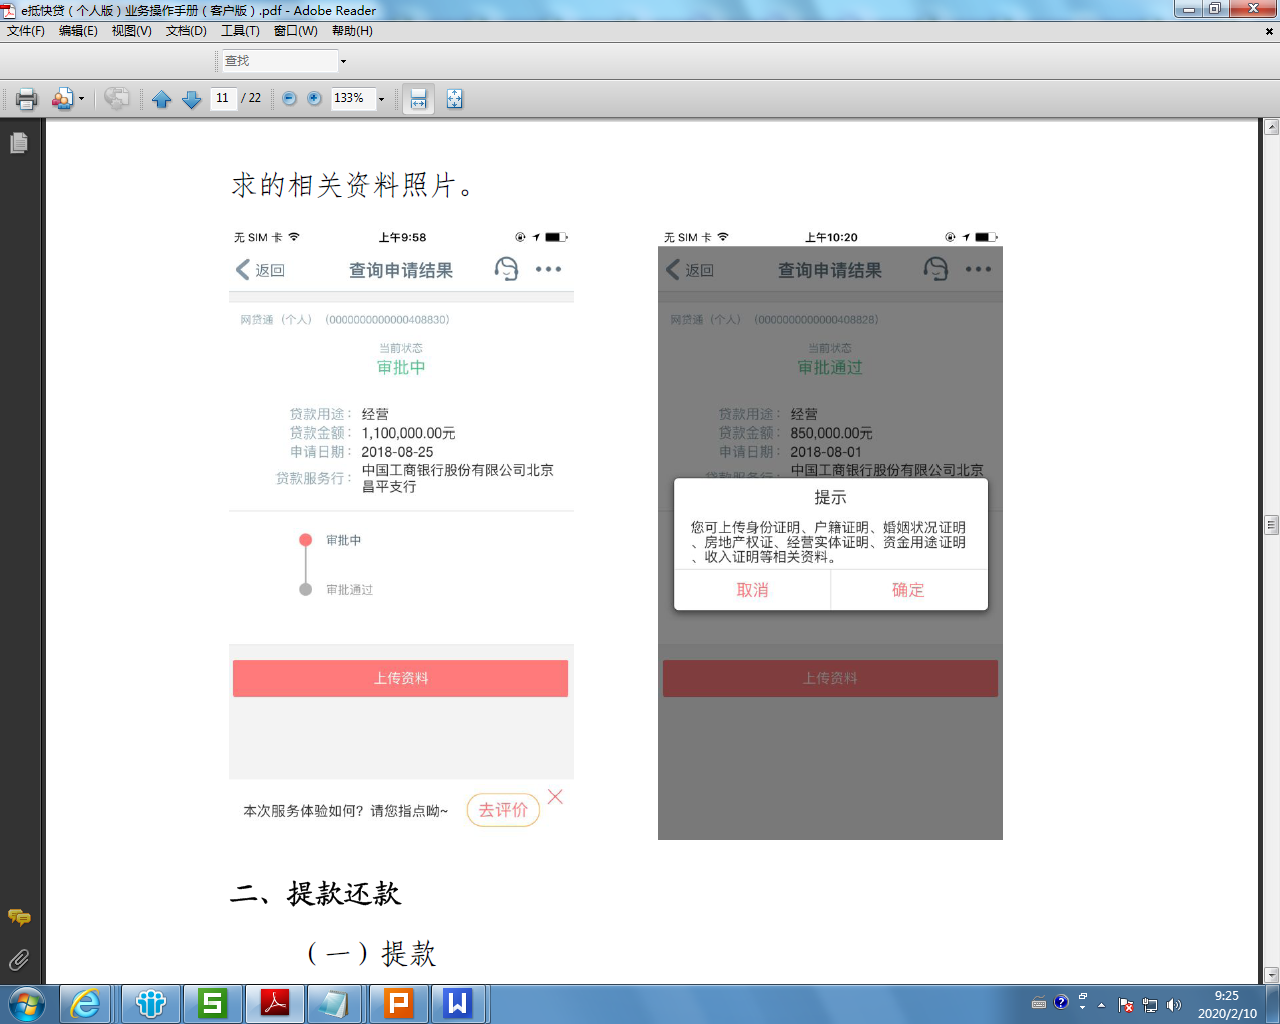 e抵快贷（个人版）业务操作手册（客户版）.pdf - Adobe Reader
文件(F) 编辑(E) 视图(V) 文档(D) 工具(T) 窗口(W) 帮助(H)
查找
11 / 22 133%
求的相关资料照片。
无 SIM 卡 上午9:58
返回 查询申请结果
网贷通（个人）（0000000000000408830）
当前状态
审批中
贷款用途： 经营
贷款金额： 1,100,000.00元
申请日期： 2018-08-25
贷款服务行： 中国工商银行股份有限公司北京
昌平支行
审批中
审批通过
上传资料
本次服务体验如何？请您指点呦~ 去评价
无 SIM 卡 上午10:20
返回 查询申请结果
网贷通（个人）（0000000000000408828）
当前状态
审批通过
贷款用途： 经营
贷款金额： 850,000.00元
申请日期： 2018-08-01
中国工商银行股份有限公司北京
提示
您可上传身份证明、户籍证明、婚姻状况证明
、房地产权证、经营实体证明、资金用途证明
、收入证明等相关资料。
取消 确定
上传资料
二、提款还款
（一）提款
9:25
2020/2/10